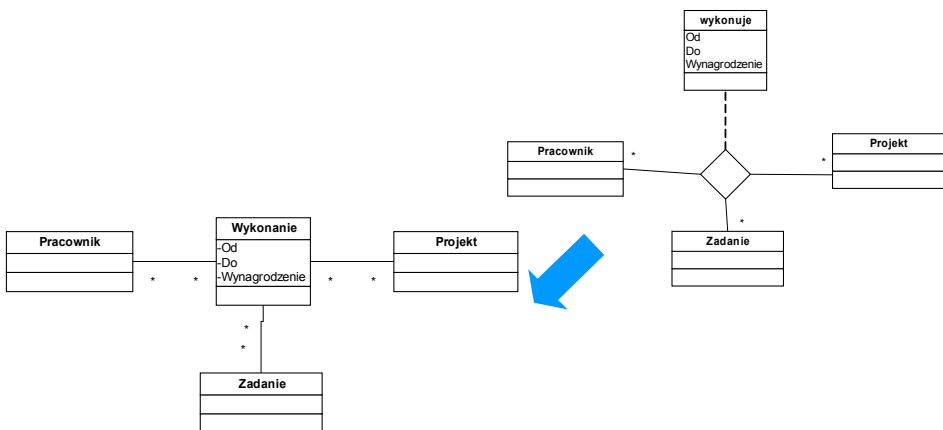 wykonuje
Od
Do
Wynagrodzenie
Pracownik
*
*
Projekt
*
Zadanie
Pracownik
Wykonanie
-Od
-Do
-Wynagrodzenie
Projekt
* * * *
*
*
Zadanie